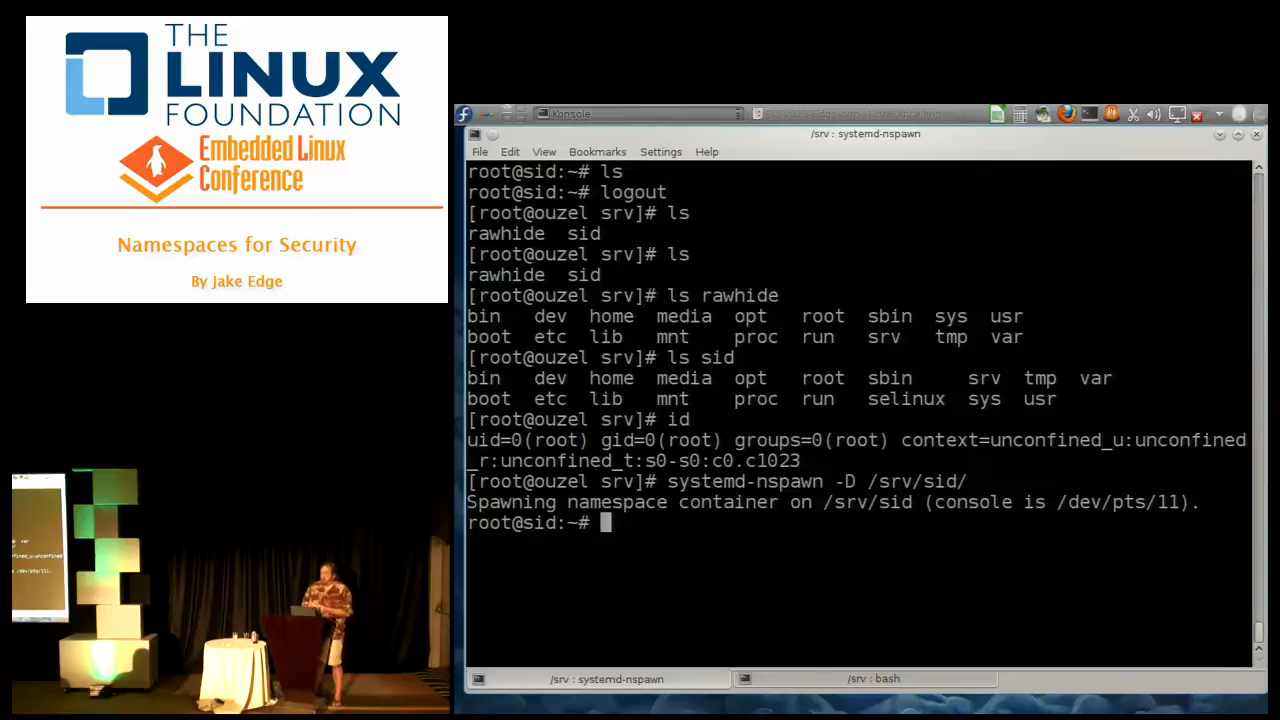 THE
LINUX
FOUNDATION
Embedded Linux
Conference
Namespaces for Security
By Jake Edge
Konsole
/srv : systemd-nspawn
File Edit View Bookmarks Settings Help
root@sid:~# ls
root@sid:~# logout
[root@ouzel srv]# ls
rawhide sid
[root@ouzel srv]# ls
rawhide sid
[root@ouzel srv]# ls rawhide
bin dev home media opt root sbin sys usr
boot etc lib mnt proc run srv tmp var
[root@ouzel srv]# ls sid
bin dev home media opt root sbin srv tmp var
boot etc lib mnt proc run selinux sys usr
[root@ouzel srv]# id
uid=0(root) gid=0(root) groups=0(root) context=unconfined_u:unconfined
_r:unconfined_t:s0-s0:c0.c1023
[root@ouzel srv]# systemd-nspawn -D /srv/sid/
Spawning namespace container on /srv/sid (console is /dev/pts/11).
root@sid:~#
/srv : systemd-nspawn
/srv : bash